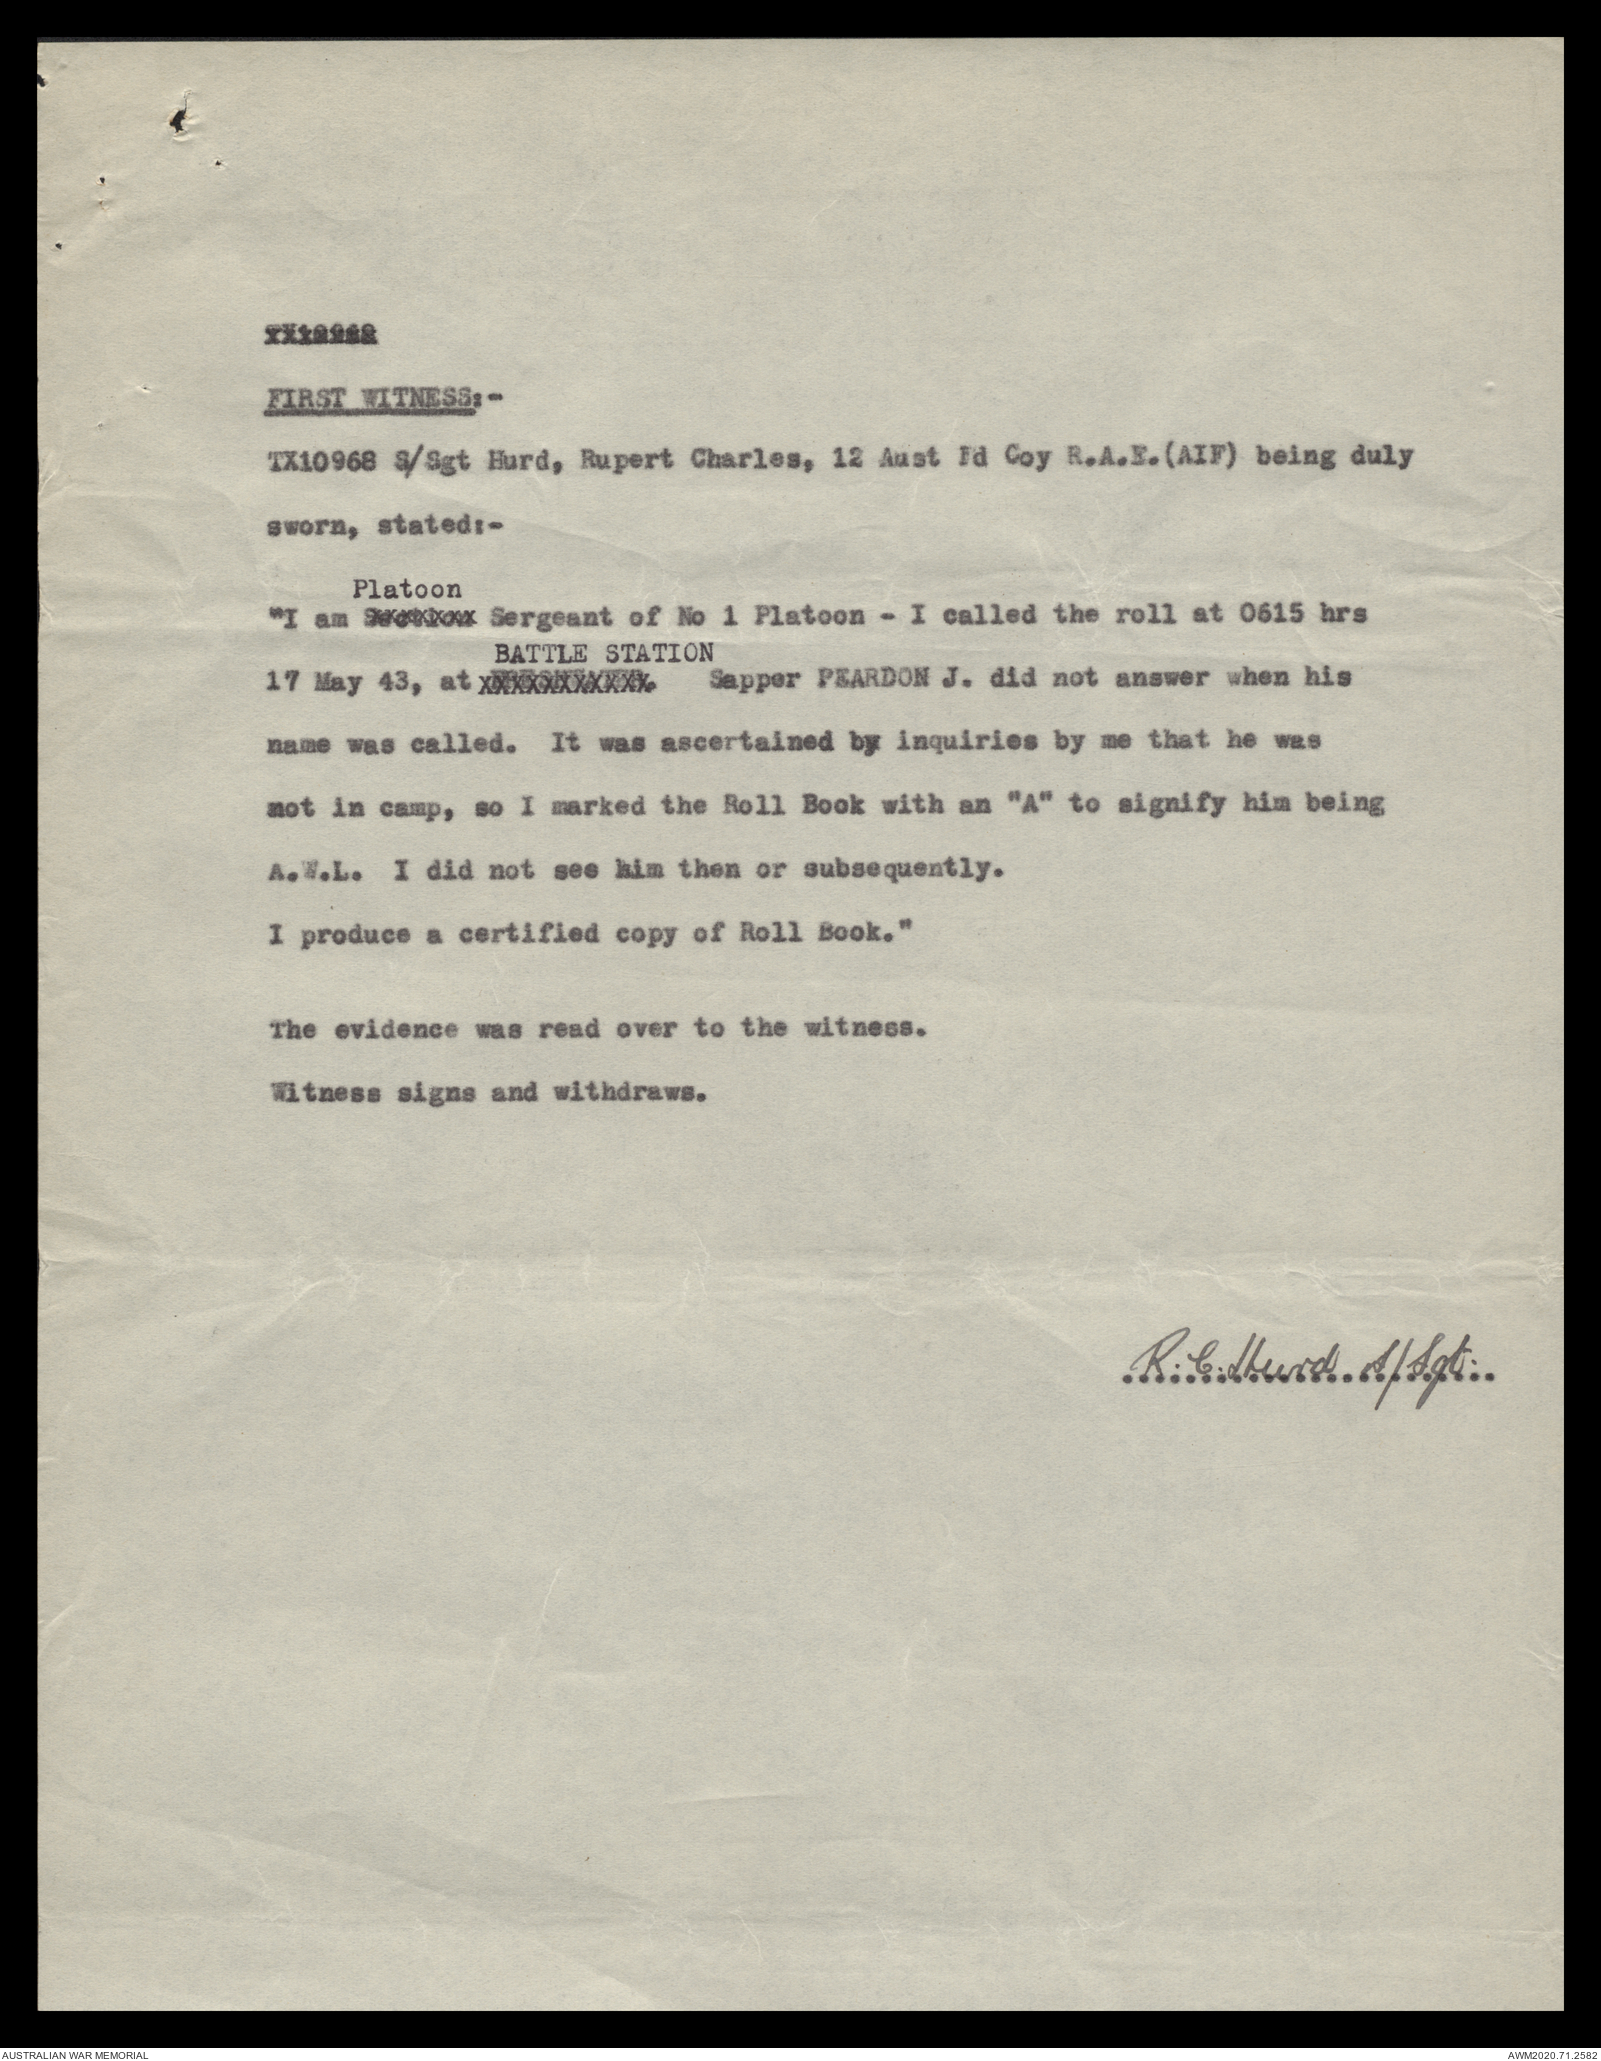 FIRST WITNESS:-
TX10968 S/Sgt Hurd, Rupert Charles, 12 Aust Fd Coy R.A.E.(AIF) being duly
sworn, stated:-
Platoon
"I am Section Sergeant of No 1 Platoon - I called the roll at 0615 hrs
BATTLE STATION
17 May 43, at Sapper PEARDON J. did not answer when his
name was called. It was ascertained by inquiries by me that he was
not in camp, so I marked the Roll Book with an "A" to signify him being
A.W.L. I did not see him then or subsequently.
I produce a certified copy of Roll Book."
The evidence was read over to the witness.
Witness signs and withdraws.
R.C. Hurd S/Sgt.
AUSTRALIAN WAR MEMORIAL
AWM2020.71.2582